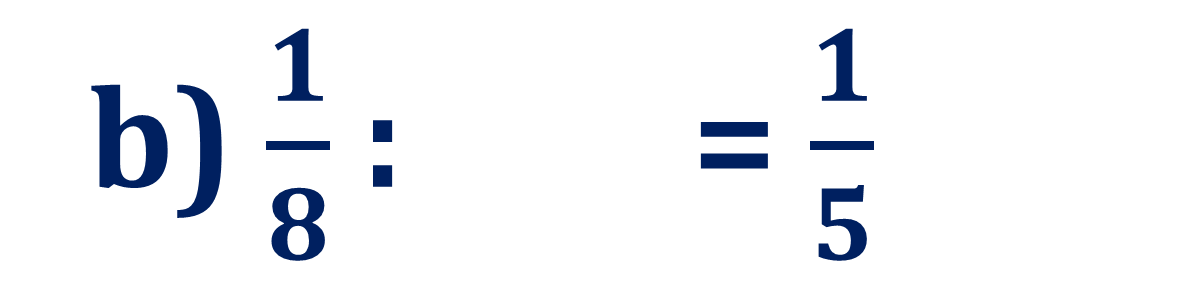 b) 1/8 : = 1/5